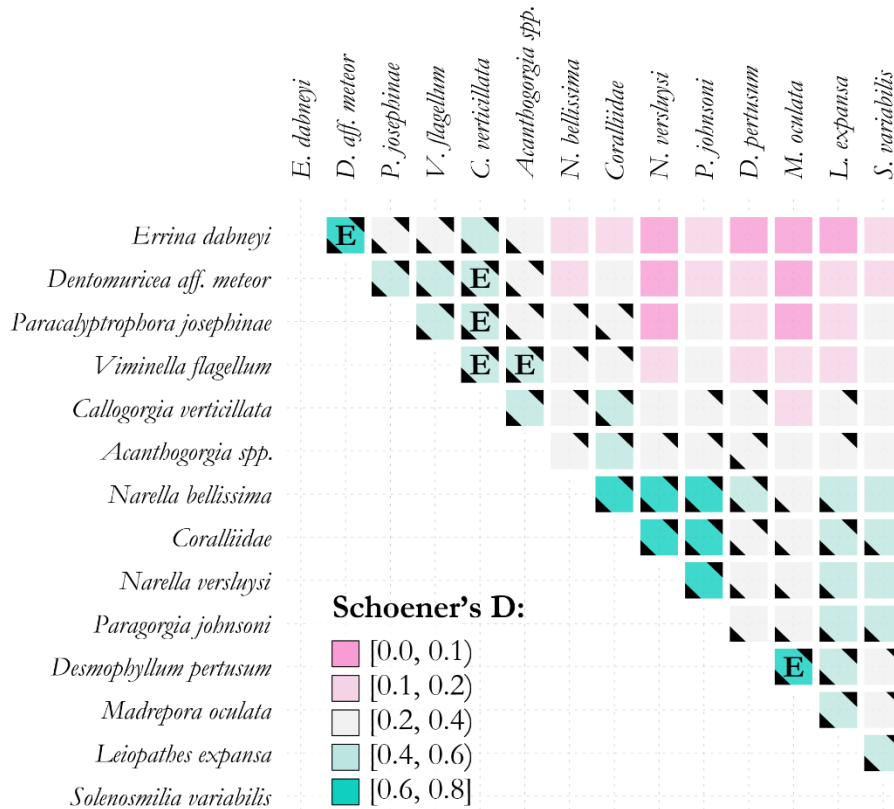 E. dabneyi
D. aff. meteor
P. josephinae
V. flagellum
C. verticillata
Acanthogorgia spp.
N. bellissima
Coralliidae
N. versluysi
P. johnsoni
D. pertusum
M. oculata
L. expansa
S. variabilis
Errina dabneyi
E
Dentomuricea aff. meteor
E
Paracalyptrophora josephinae
E
Viminella flagellum
E E
Callogorgia verticillata
Acanthogorgia spp.
Narella bellissima
Coralliidae
Narella versluysi
Paragorgia johnsoni
Desmophyllum pertusum
E
Madrepora oculata
Leiopathes expansa
Solenosmilia variabilis
Schoener's D:
[0.0, 0.1)
[0.1, 0.2)
[0.2, 0.4)
[0.4, 0.6)
[0.6, 0.8]